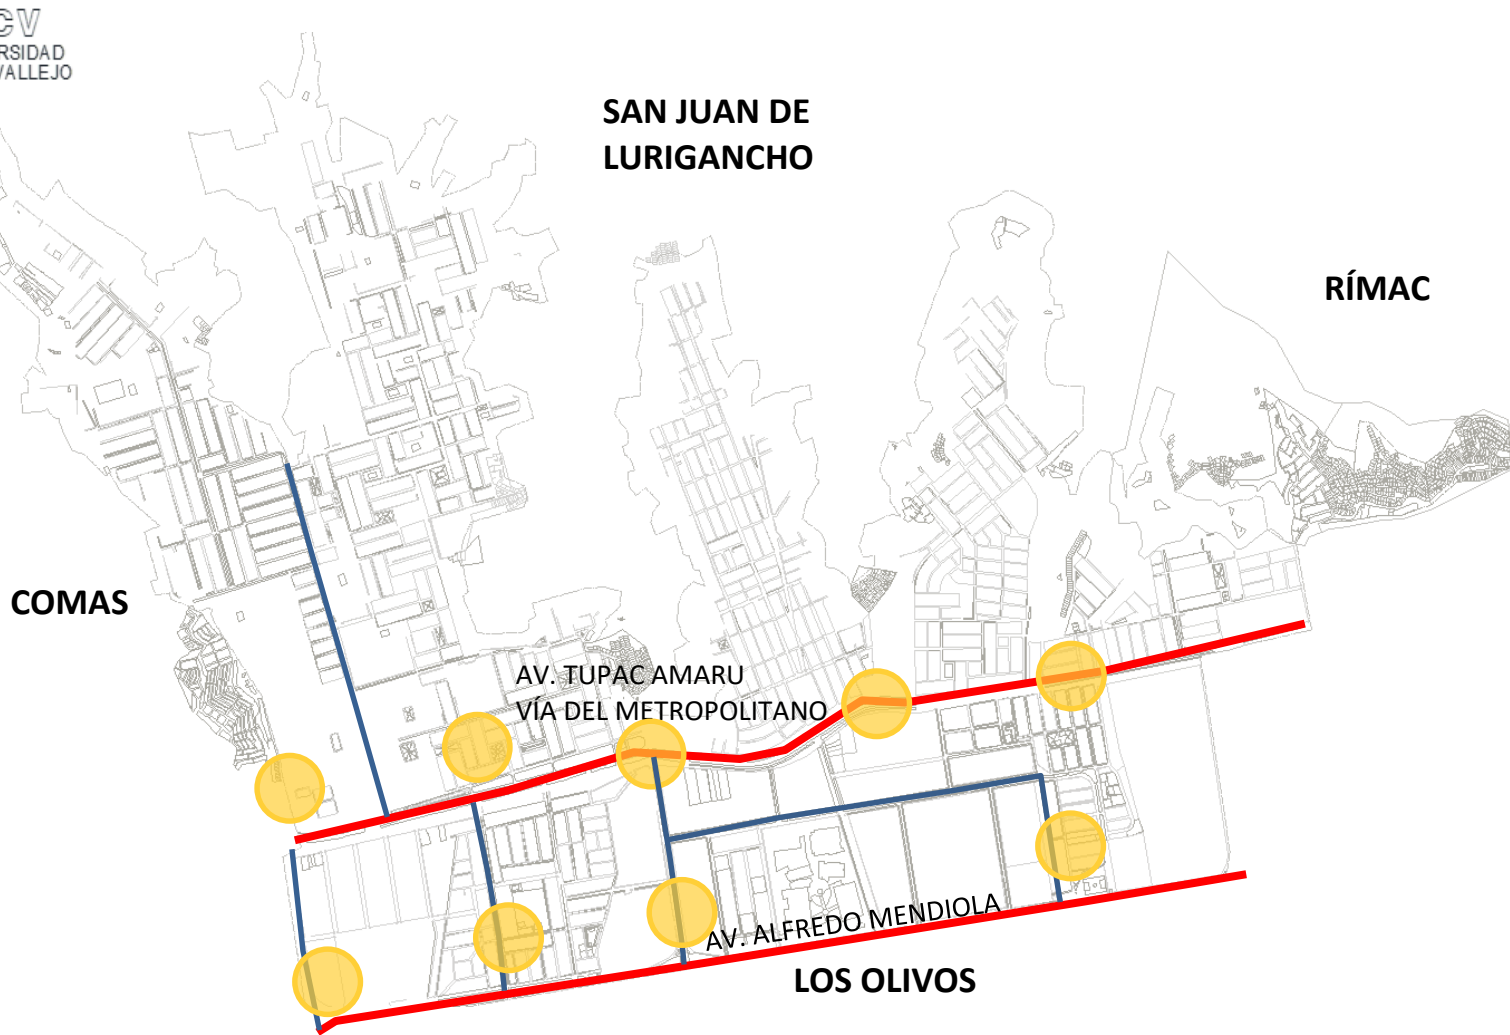 CV
RSIDAD
VALLEJO
SAN JUAN DE
LURIGANCHO
RÍMAC
COMAS
AV. TUPAC AMARU
VÍA DEL METROPOLITANO
AV. ALFREDO MENDIOLA
LOS OLIVOS